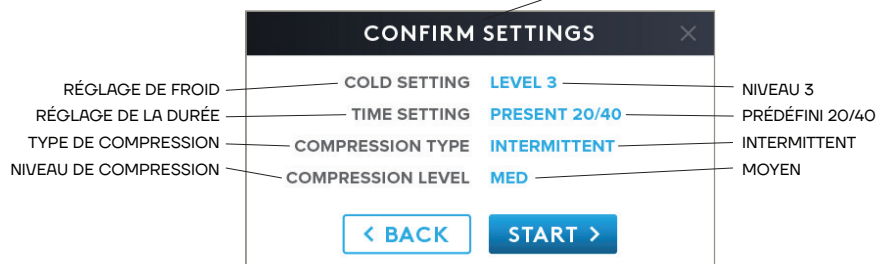 CONFIRM SETTINGS ×
RÉGLAGE DE FROID COLD SETTING LEVEL 3 NIVEAU 3
RÉGLAGE DE LA DURÉE TIME SETTING PRESENT 20/40 PRÉDÉFINI 20/40
TYPE DE COMPRESSION COMPRESSION TYPE INTERMITTENT INTERMITTENT
NIVEAU DE COMPRESSION COMPRESSION LEVEL MED MOYEN
< BACK START >